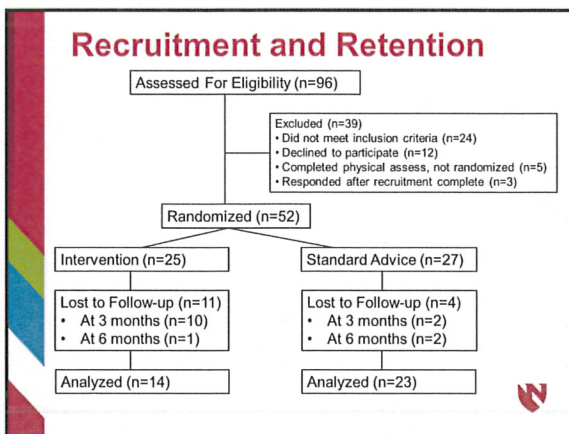 Recruitment and Retention
Assessed For Eligibility (n=96)
Excluded (n=39)
• Did not meet inclusion criteria (n=24)
• Declined to participate (n=12)
• Completed physical assess, not randomized (n=5)
• Responded after recruitment complete (n=3)
Randomized (n=52)
Intervention (n=25)
Standard Advice (n=27)
Lost to Follow-up (n=11)
• At 3 months (n=10)
• At 6 months (n=1)
Lost to Follow-up (n=4)
• At 3 months (n=2)
• At 6 months (n=2)
Analyzed (n=14)
Analyzed (n=23)
N